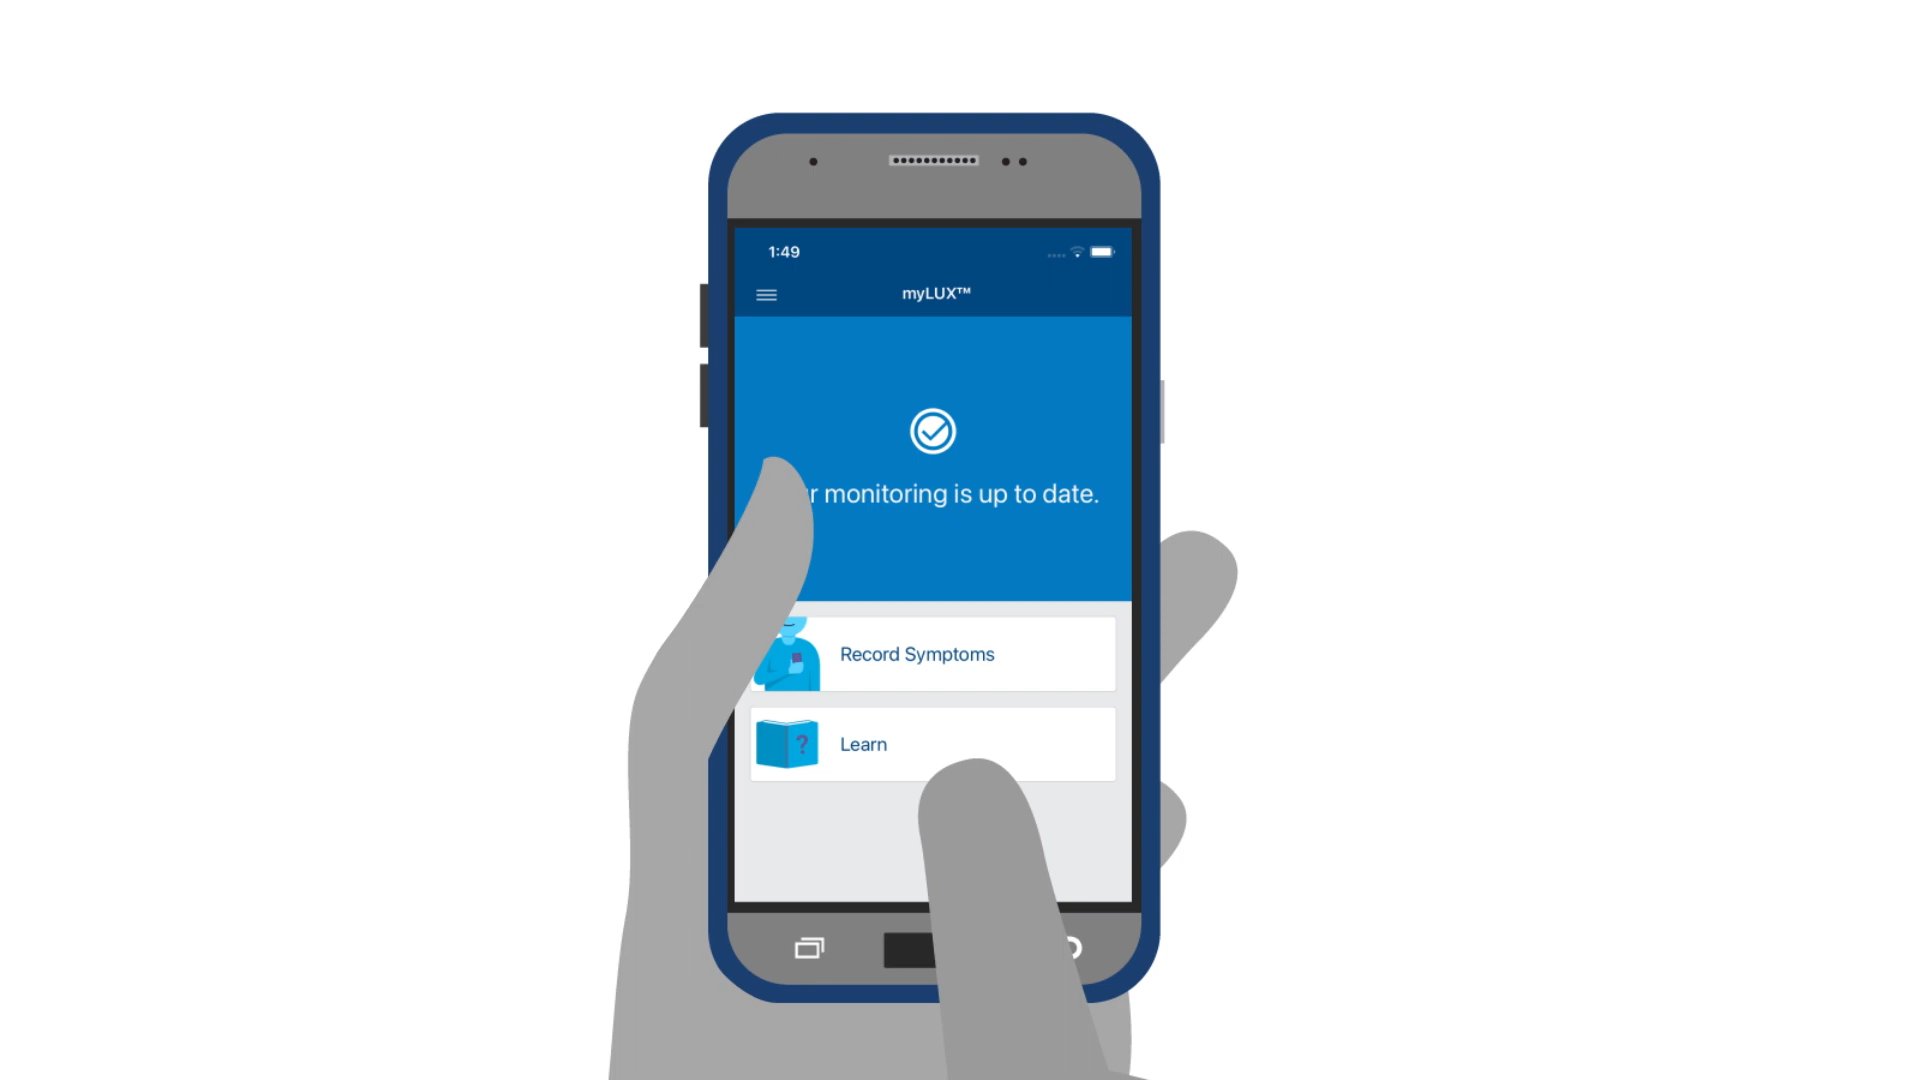 1:49
myLUX™
r monitoring is up to date.
Record Symptoms
?
Learn